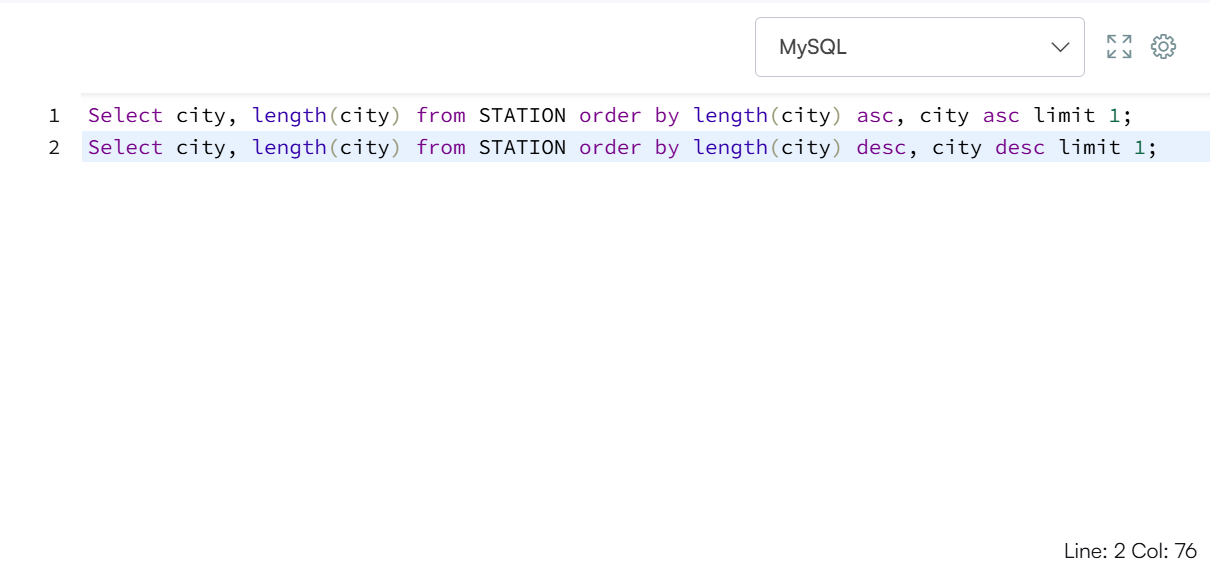 MySQL
1 Select city, length(city) from STATION order by length(city) asc, city asc limit 1;
2 Select city, length(city) from STATION order by length(city) desc, city desc limit 1;
Line: 2 Col: 76